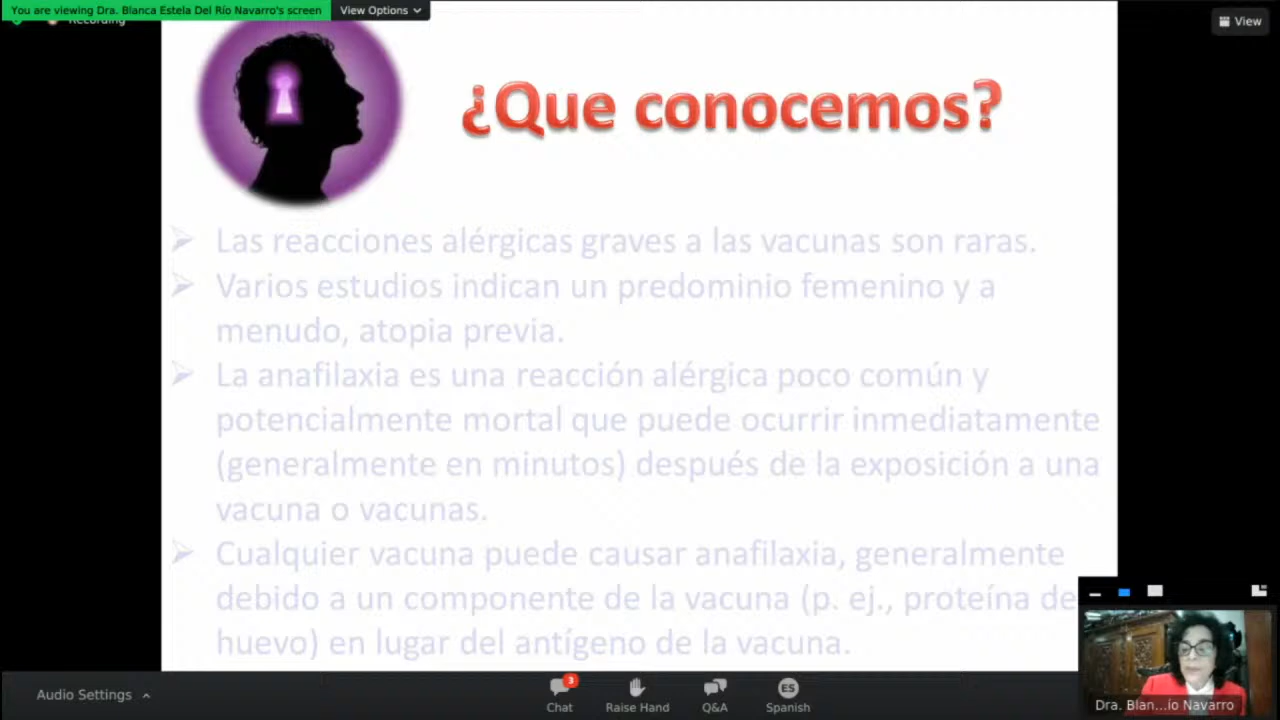 You are viewing Dra. Blanca Estela Del Río Navarro's screen
View Options
Recording
View
¿Que conocemos?
Las reacciones alérgicas graves a las vacunas son raras.
Varios estudios indican un predominio femenino y a
menudo, atopia previa.
La anafilaxia es una reacción alérgica poco común y
potencialmente mortal que puede ocurrir inmediatamente
(generalmente en minutos) después de la exposición a una
vacuna o vacunas.
Cualquier vacuna puede causar anafilaxia, generalmente
debido a un componente de la vacuna (p. ej., proteína de
huevo) en lugar del antígeno de la vacuna.
Audio Settings
3
Chat
Raise Hand
Q&A
ES
Spanish
Dra. Blan...ío Navarro